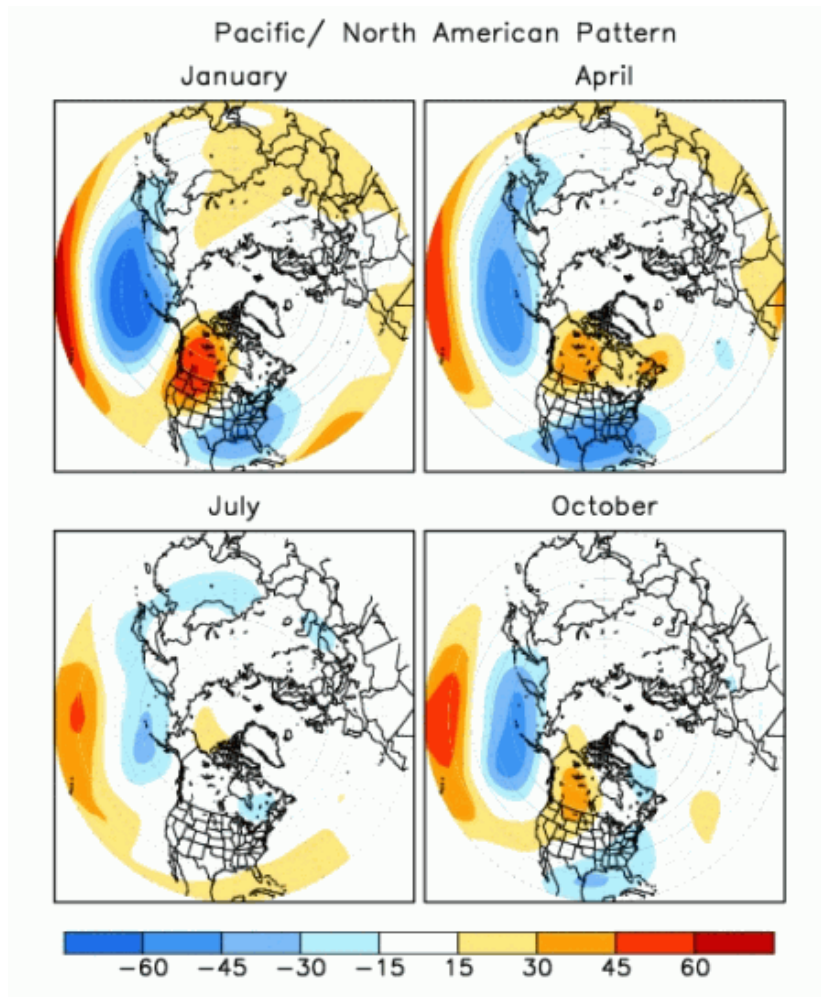 Pacific/ North American Pattern
January
April
July
October
−60 −45 −30 −15 15 30 45 60